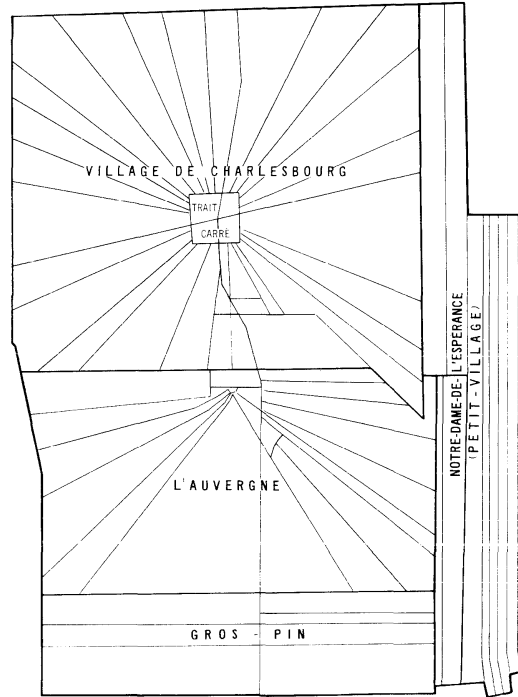 VILLAGE DE CHARLESBOURG
TRAIT
CARRÉ
NOTRE-DAME-DE-L'ESPERANCE
(PETIT-VILLAGE)
L'AUVERGNE
GROS - PIN